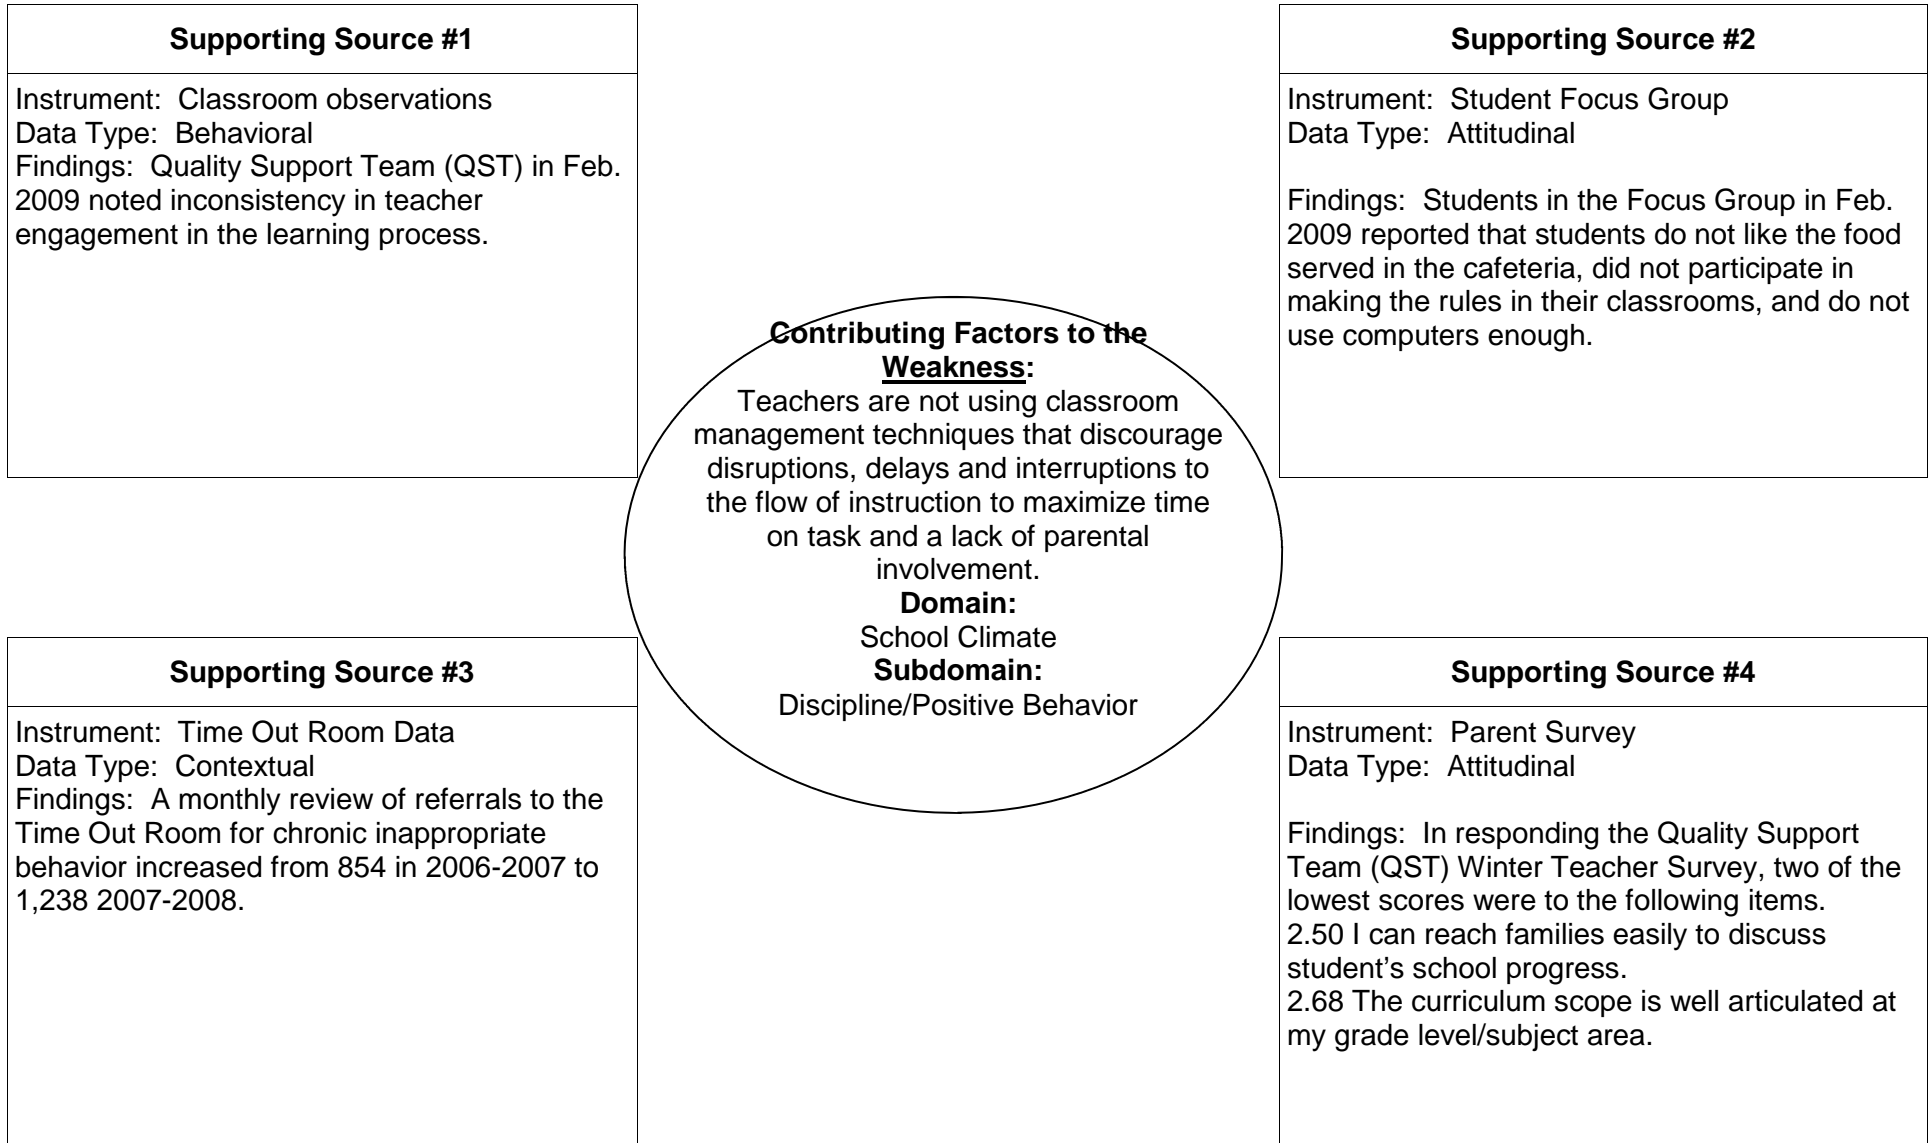 Supporting Source #1
Instrument:  Classroom observations
Data Type:  Behavioral
Findings:  Quality Support Team (QST) in Feb.
2009 noted inconsistency in teacher
engagement in the learning process.
Supporting Source #2
Instrument:  Student Focus Group
Data Type:  Attitudinal
Findings:  Students in the Focus Group in Feb.
2009 reported that students do not like the food
served in the cafeteria, did not participate in
making the rules in their classrooms, and do not
use computers enough.
Contributing Factors to the
Weakness:
Teachers are not using classroom
management techniques that discourage
disruptions, delays and interruptions to
the flow of instruction to maximize time
on task and a lack of parental
involvement.
Domain:
School Climate
Subdomain:
Discipline/Positive Behavior
Supporting Source #3
Instrument:  Time Out Room Data
Data Type:  Contextual
Findings:  A monthly review of referrals to the
Time Out Room for chronic inappropriate
behavior increased from 854 in 2006-2007 to
1,238 2007-2008.
Supporting Source #4
Instrument:  Parent Survey
Data Type:  Attitudinal
Findings:  In responding the Quality Support
Team (QST) Winter Teacher Survey, two of the
lowest scores were to the following items.
2.50 I can reach families easily to discuss
student’s school progress.
2.68 The curriculum scope is well articulated at
my grade level/subject area.